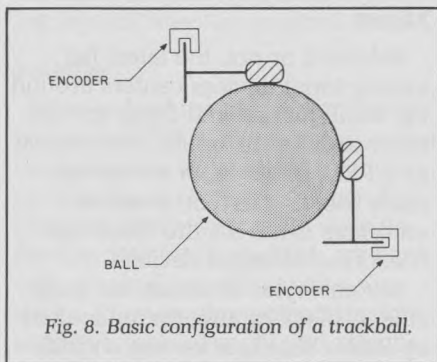 ENCODER
BALL
ENCODER
Fig. 8. Basic configuration of a trackball.